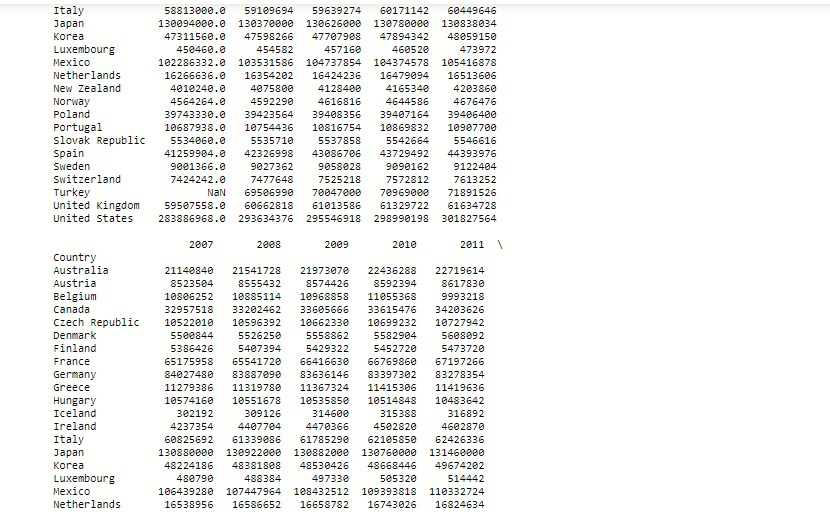 Italy 58813000.0 59109694 59639274 60171142 60449646
Japan 130094000.0 130370000 130626000 130780000 130838034
Korea 47311560.0 47598266 47707908 47894342 48059150
Luxembourg 450460.0 454582 457160 460520 473972
Mexico 102286332.0 103531586 104737854 104374578 105416878
Netherlands 16266636.0 16354202 16424236 16479094 16513606
New Zealand 4010240.0 4075800 4128400 4165340 4203860
Norway 4564264.0 4592290 4616816 4644586 4676476
Poland 39743330.0 39423564 39408356 39407164 39406400
Portugal 10687938.0 10754436 10816754 10869832 10907700
Slovak Republic 5534060.0 5535710 5537858 5542664 5546616
Spain 41259904.0 42326998 43086706 43729492 44393976
Sweden 9001366.0 9027362 9058028 9090162 9122404
Switzerland 7424242.0 7477648 7525218 7572812 7613252
Turkey NaN 69506990 70047000 70969000 71891526
United Kingdom 59507558.0 60662818 61013586 61329722 61634728
United States 283886968.0 293634376 295546918 298990198 301827564
2007 2008 2009 2010 2011 \
Country
Australia 21140840 21541728 21973070 22436288 22719614
Austria 8523504 8555432 8574426 8592394 8617830
Belgium 10806252 10885114 10968858 11055368 9993218
Canada 32957518 33202462 33605666 33615476 34203626
Czech Republic 10522010 10596392 10662330 10699232 10727942
Denmark 5500844 5526250 5558862 5582904 5608092
Finland 5386426 5407394 5429322 5452720 5473720
France 65175958 65541720 66416630 66769860 67197266
Germany 84027480 83887090 83636146 83397302 83278354
Greece 11279386 11319780 11367324 11415306 11419636
Hungary 10574160 10551678 10535850 10514848 10483642
Iceland 302192 309126 314600 315388 316892
Ireland 4237354 4407704 4470366 4502820 4602870
Italy 60825692 61339086 61785290 62105850 62426336
Japan 130880000 130922000 130882000 130760000 131460000
Korea 48224186 48381808 48530426 48668446 49674202
Luxembourg 480790 488384 497330 505320 514442
Mexico 106439280 107447964 108432512 109393818 110332724
Netherlands 16538956 16586652 16658782 16743026 16824634